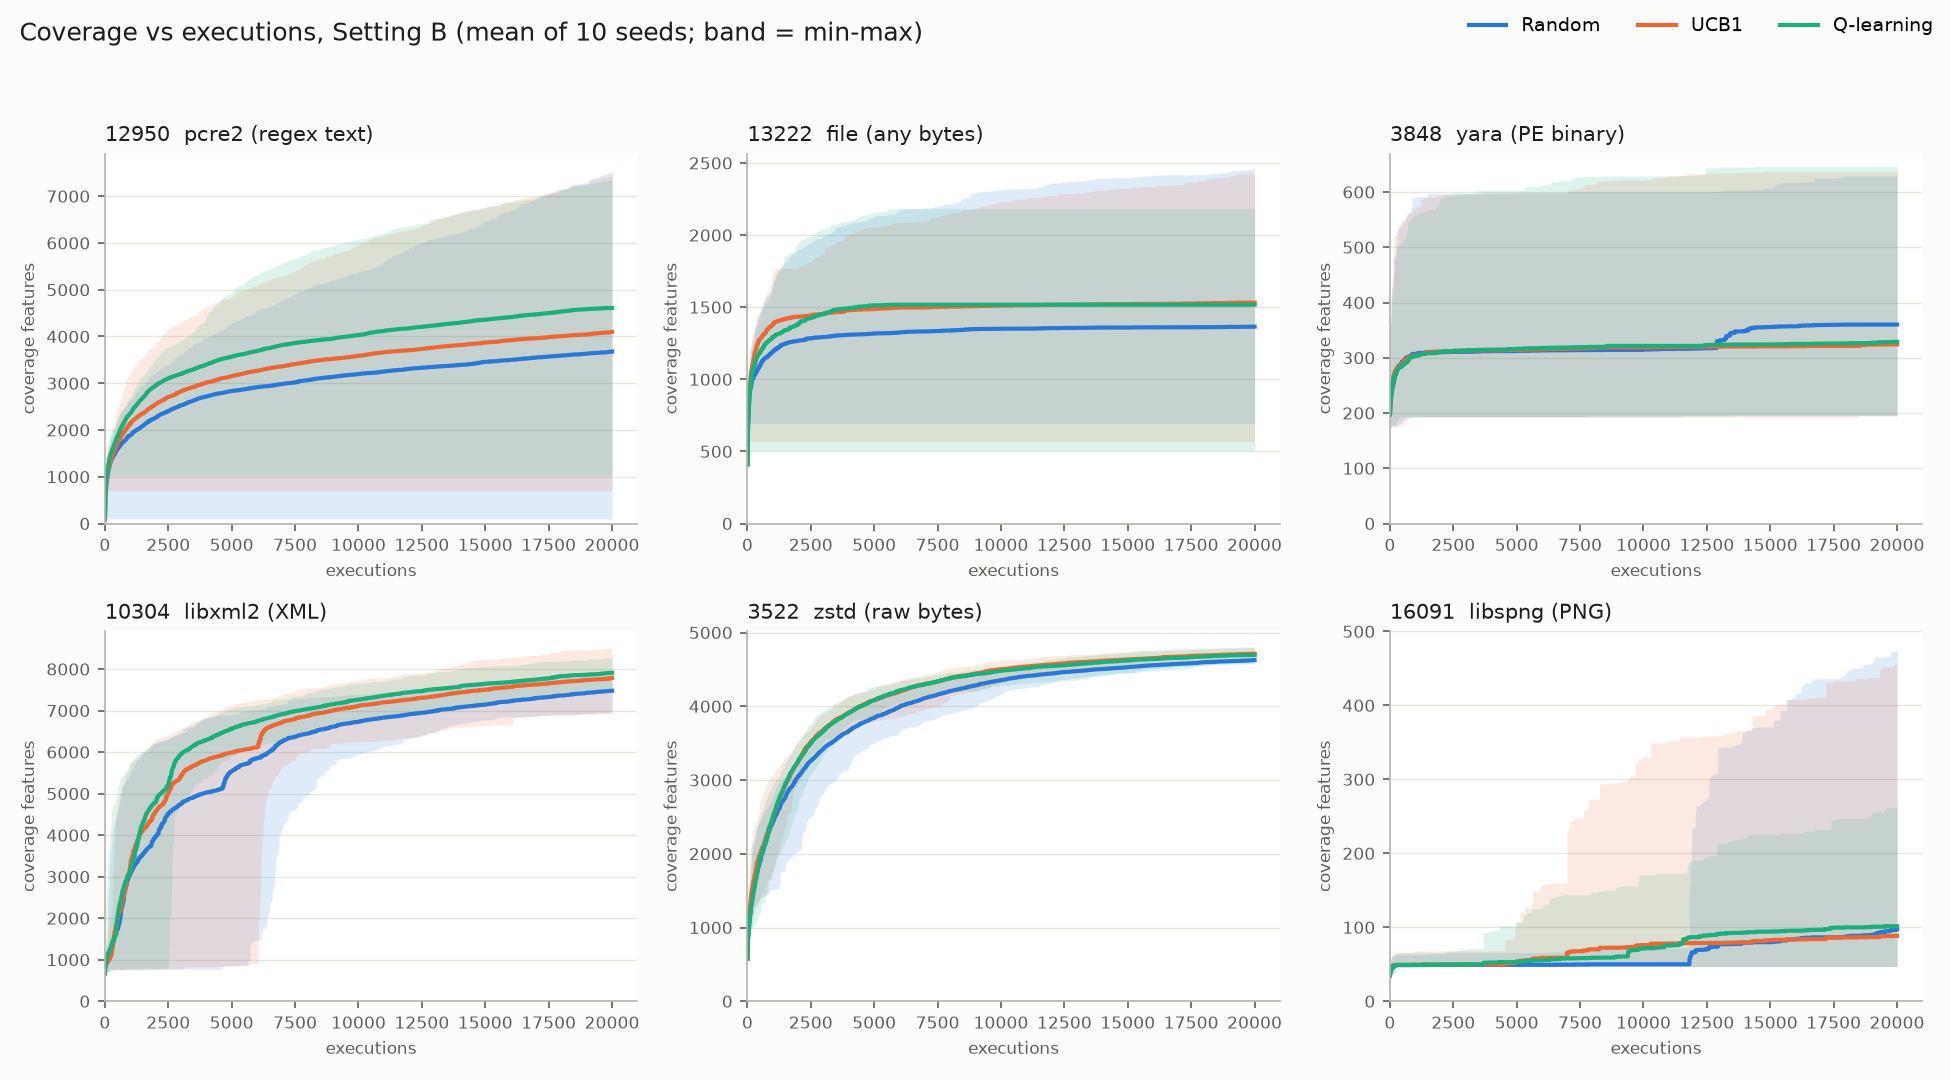 Coverage vs executions, Setting B (mean of 10 seeds; band = min-max)
Random
UCB1
Q-learning
12950  pcre2 (regex text)
7000
6000
5000
4000
3000
2000
1000
0
coverage features
0 2500 5000 7500 10000 12500 15000 17500 20000
executions
13222  file (any bytes)
2500
2000
1500
1000
500
0
coverage features
0 2500 5000 7500 10000 12500 15000 17500 20000
executions
3848  yara (PE binary)
600
500
400
300
200
100
0
coverage features
0 2500 5000 7500 10000 12500 15000 17500 20000
executions
10304  libxml2 (XML)
8000
7000
6000
5000
4000
3000
2000
1000
0
coverage features
0 2500 5000 7500 10000 12500 15000 17500 20000
executions
3522  zstd (raw bytes)
5000
4000
3000
2000
1000
0
coverage features
0 2500 5000 7500 10000 12500 15000 17500 20000
executions
16091  libspng (PNG)
500
400
300
200
100
0
coverage features
0 2500 5000 7500 10000 12500 15000 17500 20000
executions